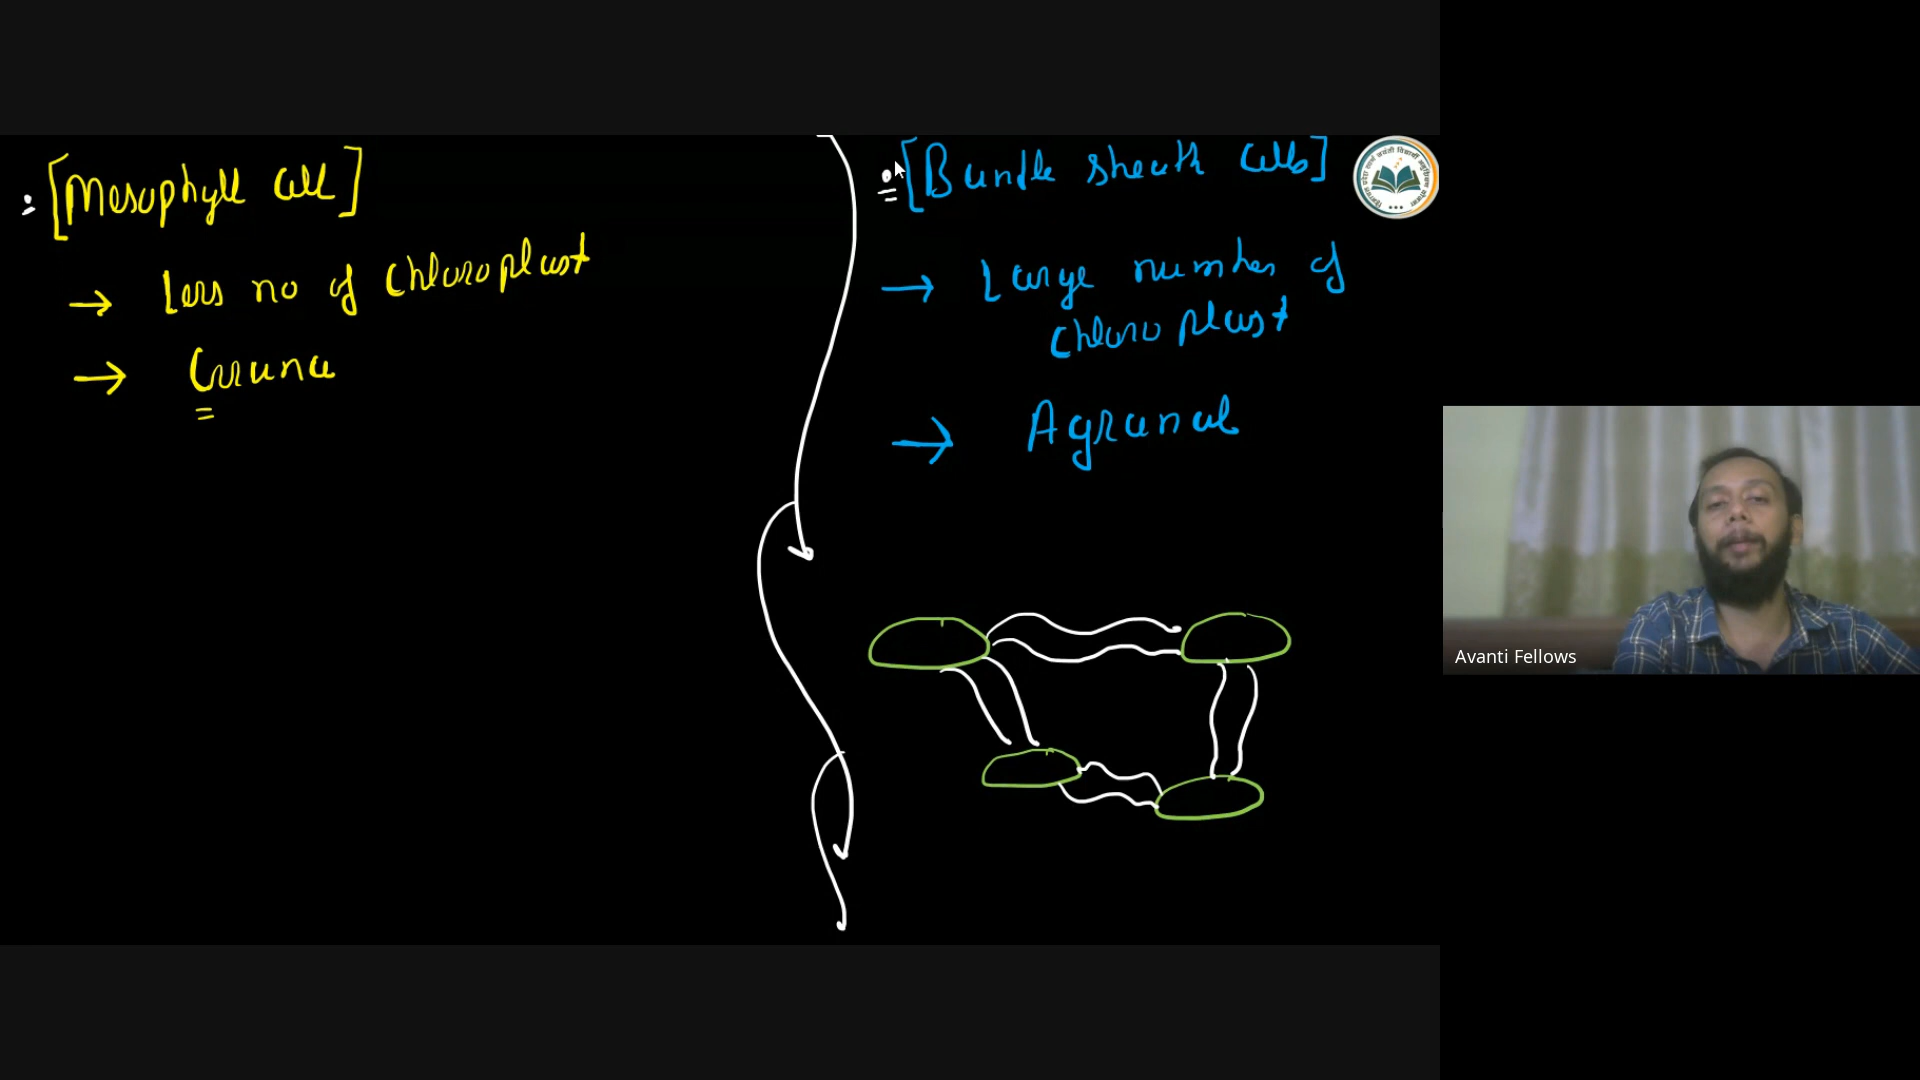 : [Mesophyll Cell]
→ Less no of chloroplast
→ Grana
: [Bundle sheath Cells]
→ Large number of
chloroplast
→ Agranal
Avanti Fellows